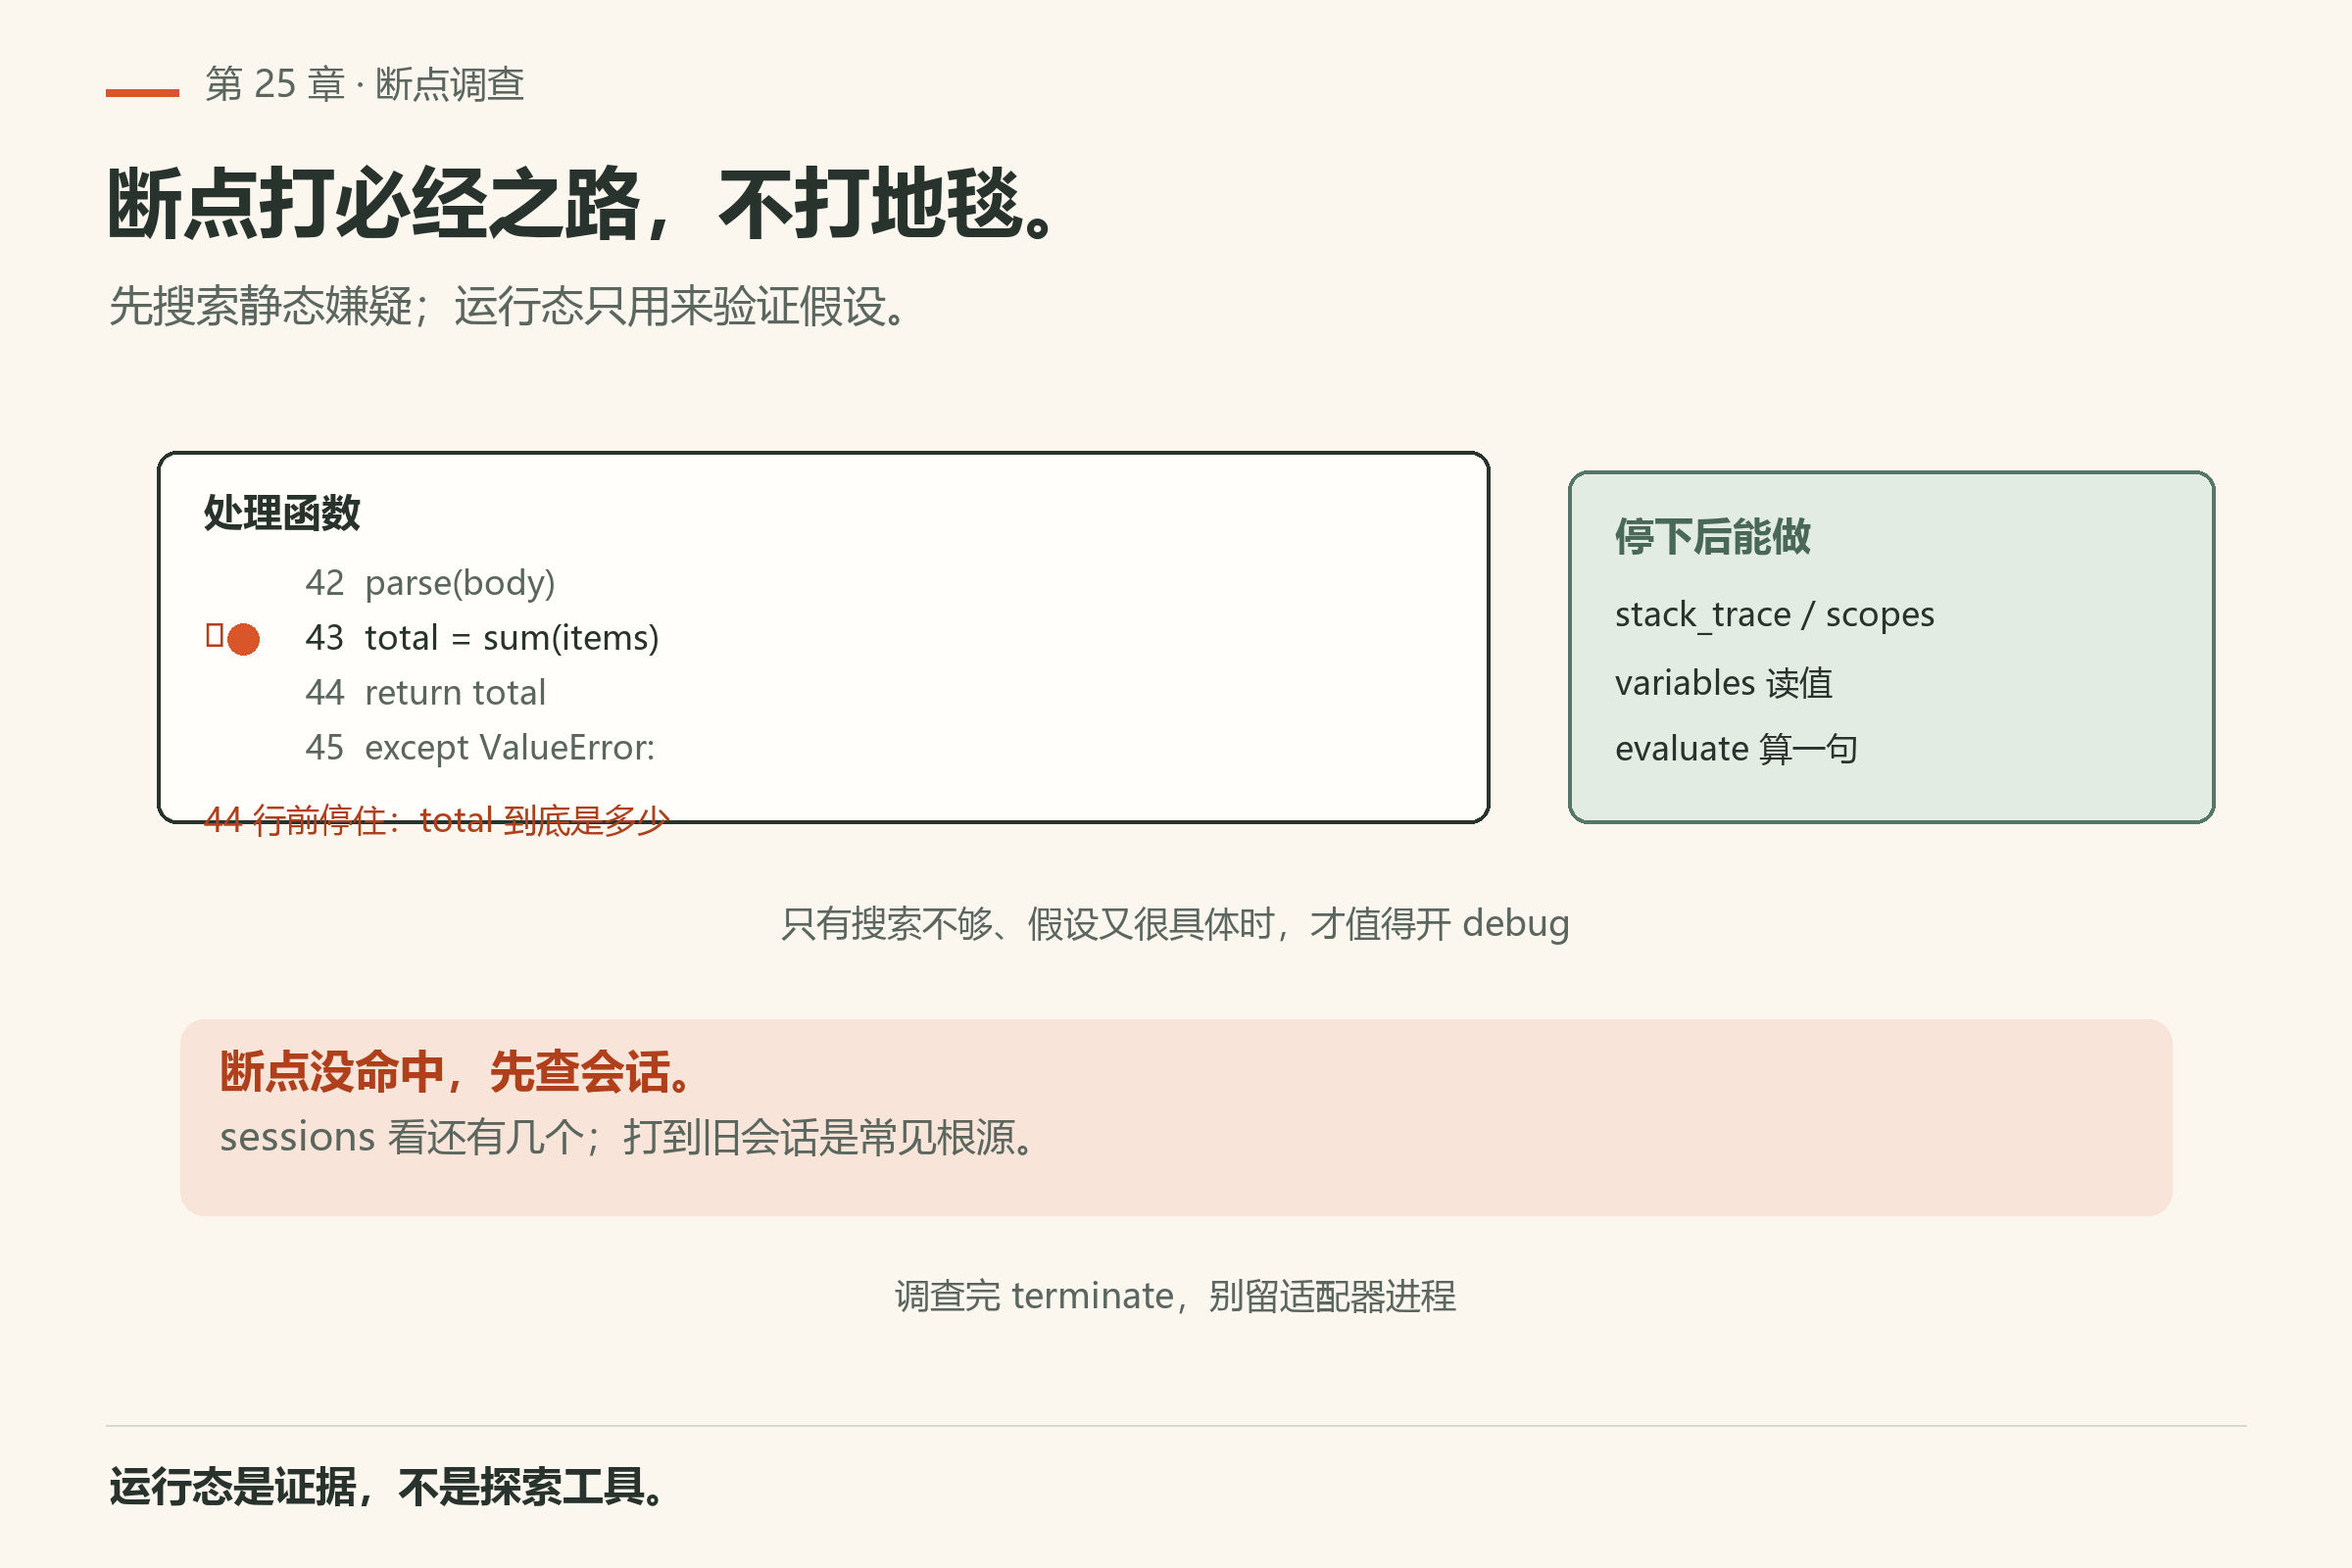 第 25 章 · 断点调查
断点打必经之路，不打地毯。
先搜索静态嫌疑；运行态只用来验证假设。
处理函数
42 parse(body)
43 total = sum(items)
44 return total
45 except ValueError:
44 行前停住：total 到底是多少
停下后能做
stack_trace / scopes
variables 读值
evaluate 算一句
只有搜索不够、假设又很具体时，才值得开 debug
断点没命中，先查会话。
sessions 看还有几个；打到旧会话是常见根源。
调查完 terminate，别留适配器进程
运行态是证据，不是探索工具。